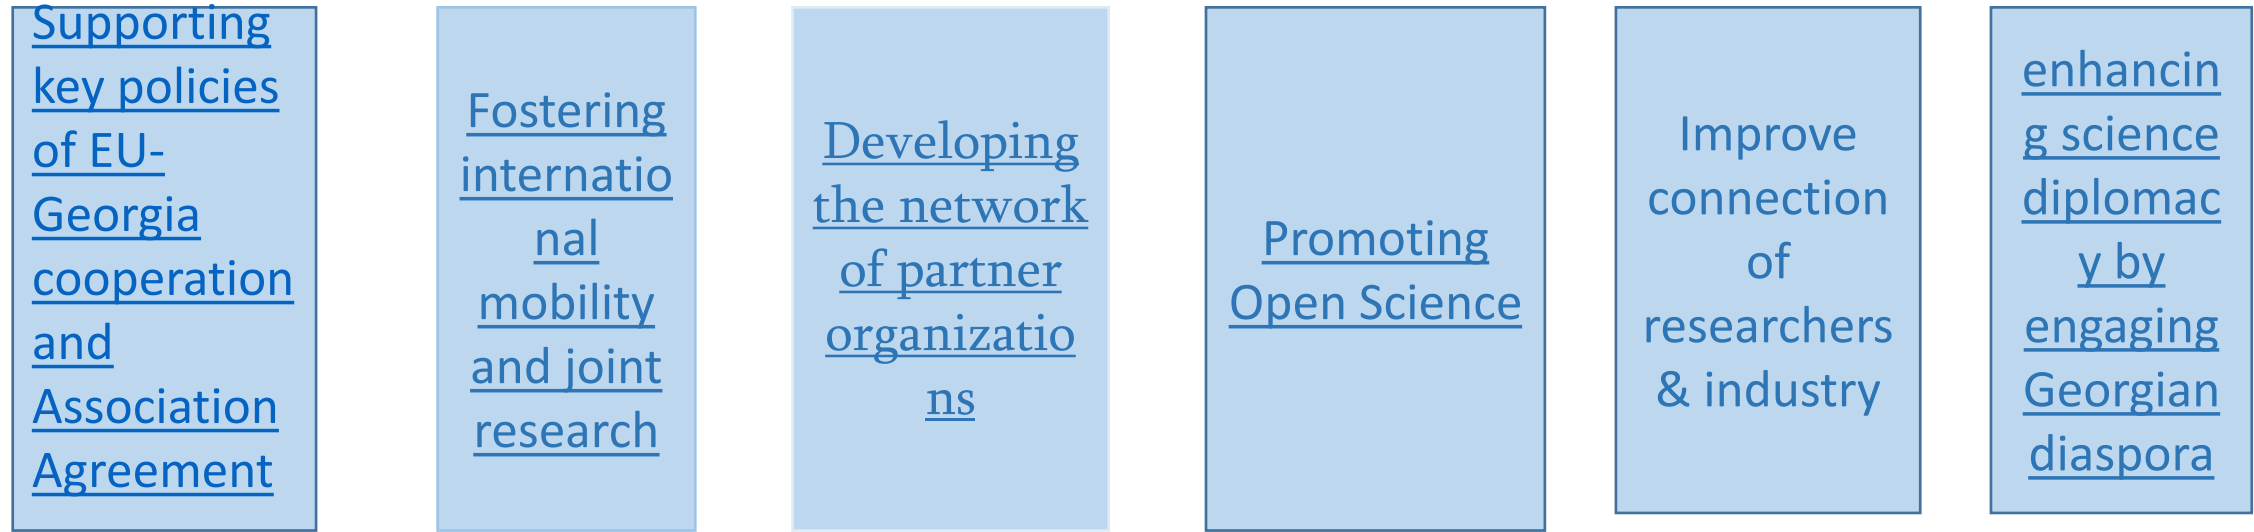 Supporting
key policies
of EU-
Georgia
cooperation
and
Association
Agreement
Fostering
internatio
nal
mobility
and joint
research
Developing
the network
of partner
organizatio
ns
Promoting
Open Science
Improve
connection
of
researchers
& industry
enhancin
g science
diplomac
y by
engaging
Georgian
diaspora